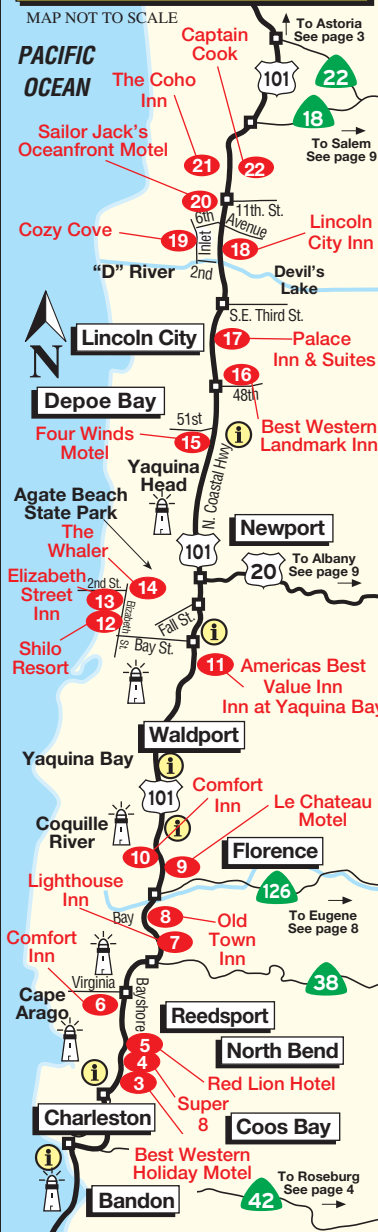 MAP NOT TO SCALE
To Astoria
See page 3
PACIFIC
OCEAN
Captain
Cook
101
22
The Coho
Inn
18
To Salem
See page 9
Sailor Jack's
Oceanfront Motel
21
22
20
11th. St.
6th
Avenue
Cozy Cove
19
Inlet
18
Lincoln
City Inn
"D" River
2nd
Devil's
Lake
N
S.E. Third St.
Lincoln City
17
Palace
Inn & Suites
16
48th
Depoe Bay
51st
Four Winds
Motel
15
i
Best Western
Landmark Inn
Yaquina
Head
N. Coastal Hwy
Agate Beach
State Park
Newport
The
Whaler
101
20
To Albany
See page 9
Elizabeth
Street
Inn
2nd St.
14
13
12
Elizabeth St.
Fall St.
Shilo
Resort
Bay St.
i
11
Americas Best
Value Inn
Inn at Yaquina Bay
Waldport
Yaquina Bay
i
101
Comfort
Inn
Coquille
River
i
Le Chateau
Motel
10
9
Florence
Lighthouse
Inn
126
Bay
8
Old
Town
Inn
To Eugene
See page 8
7
Comfort
Inn
38
Virginia
Cape
Arago
6
Bayshore
Reedsport
5
North Bend
i
4
3
Red Lion Hotel
Super
8
Charleston
Coos Bay
i
Best Western
Holiday Motel
Bandon
42
To Roseburg
See page 4